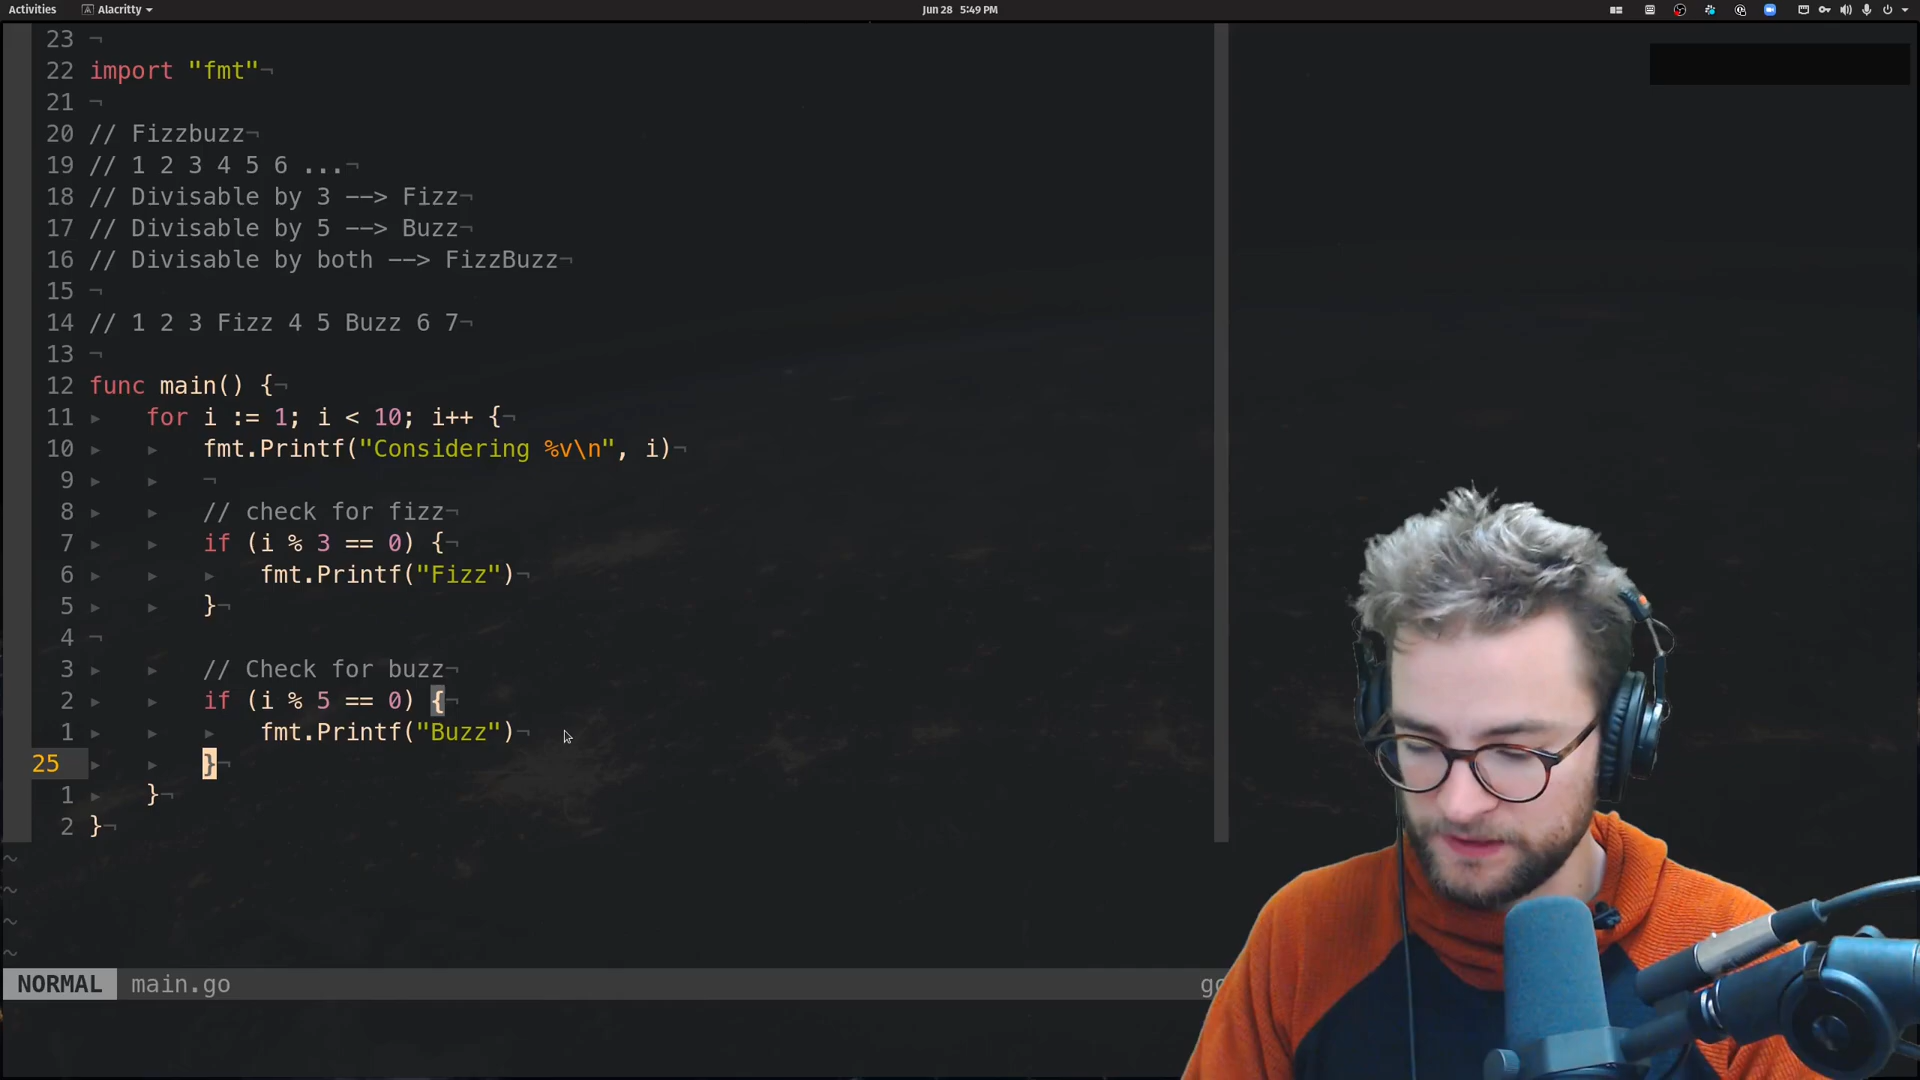 Activities Alacritty Jun 28 5:49 PM
23 ¬
22 import "fmt"¬
21 ¬
20 // Fizzbuzz¬
19 // 1 2 3 4 5 6 ...¬
18 // Divisable by 3 --> Fizz¬
17 // Divisable by 5 --> Buzz¬
16 // Divisable by both --> FizzBuzz¬
15 ¬
14 // 1 2 3 Fizz 4 5 Buzz 6 7¬
13 ¬
12 func main() {¬
11 ▸ for i := 1; i < 10; i++ {¬
10 ▸ ▸ fmt.Printf("Considering %v\n", i)¬
9 ▸ ▸ ¬
8 ▸ ▸ // check for fizz¬
7 ▸ ▸ if (i % 3 == 0) {¬
6 ▸ ▸ ▸ fmt.Printf("Fizz")¬
5 ▸ ▸ }¬
4 ¬
3 ▸ ▸ // Check for buzz¬
2 ▸ ▸ if (i % 5 == 0) {¬
1 ▸ ▸ ▸ fmt.Printf("Buzz")¬
25 ▸ ▸ }¬
1 ▸ }¬
2 }¬
~
~
~
~
NORMAL main.go go